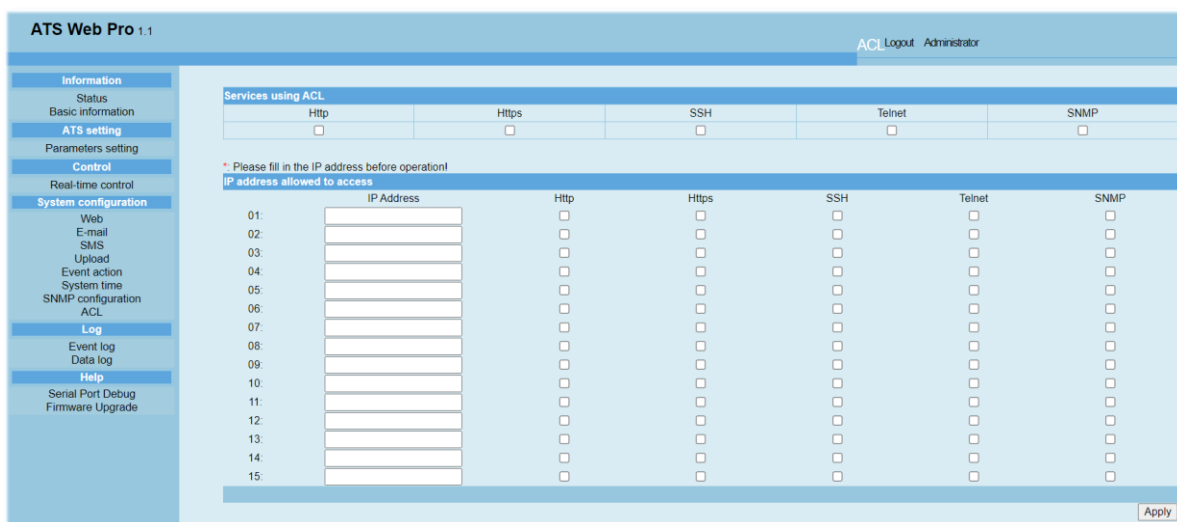 ATS Web Pro 1.1
ACL Logout Administrator
Information
Status
Basic information
ATS setting
Parameters setting
Control
Real-time control
System configuration
Web
E-mail
SMS
Upload
Event action
System time
SNMP configuration
ACL
Log
Event log
Data log
Help
Serial Port Debug
Firmware Upgrade
Services using ACL
Http Https SSH Telnet SNMP
*: Please fill in the IP address before operation!
IP address allowed to access
IP Address Http Https SSH Telnet SNMP
01:
02:
03:
04:
05:
06:
07:
08:
09:
10:
11:
12:
13:
14:
15:
Apply